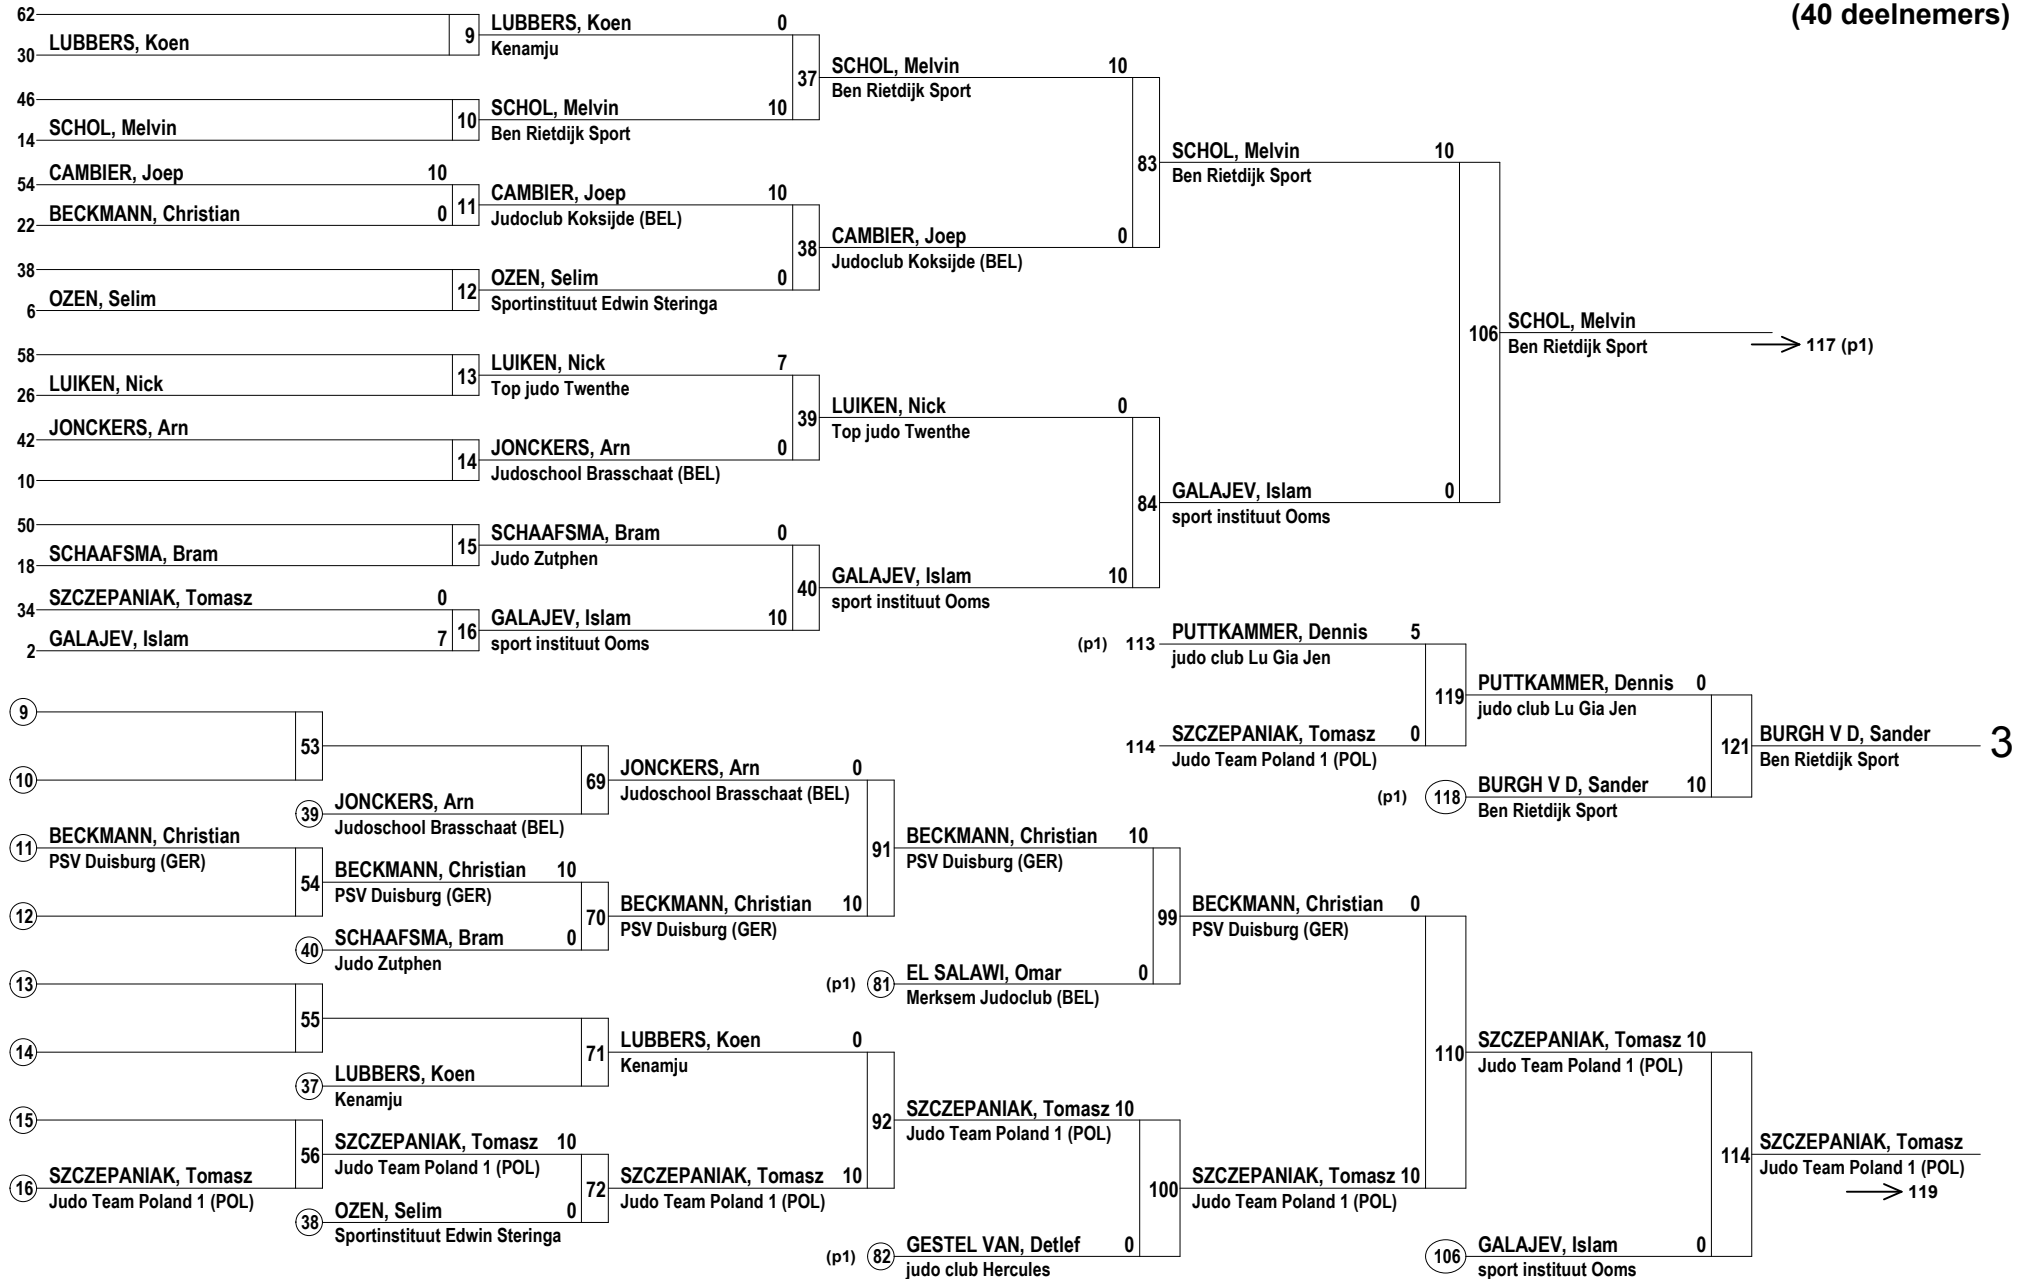 (40 deelnemers)
62
LUBBERS, Koen
30
9
LUBBERS, Koen 0
Kenamju
46
SCHOL, Melvin
14
10
SCHOL, Melvin 10
Ben Rietdijk Sport
37
SCHOL, Melvin 10
Ben Rietdijk Sport
54 CAMBIER, Joep 10
22 BECKMANN, Christian 0
11
CAMBIER, Joep 10
Judoclub Koksijde (BEL)
38
OZEN, Selim
6
12
OZEN, Selim 0
Sportinstituut Edwin Steringa
38
CAMBIER, Joep 0
Judoclub Koksijde (BEL)
83
SCHOL, Melvin 10
Ben Rietdijk Sport
58
LUIKEN, Nick
26
13
LUIKEN, Nick 7
Top judo Twenthe
JONCKERS, Arn
42
10
14
JONCKERS, Arn 0
Judoschool Brasschaat (BEL)
39
LUIKEN, Nick 0
Top judo Twenthe
50
SCHAAFSMA, Bram
18
15
SCHAAFSMA, Bram 0
Judo Zutphen
34 SZCZEPANIAK, Tomasz 0
2 GALAJEV, Islam 7
16
GALAJEV, Islam 10
sport instituut Ooms
40
GALAJEV, Islam 10
sport instituut Ooms
84
GALAJEV, Islam 0
sport instituut Ooms
106
SCHOL, Melvin
Ben Rietdijk Sport
117 (p1)
(p1) 113 PUTTKAMMER, Dennis 5
judo club Lu Gia Jen
114 SZCZEPANIAK, Tomasz 0
Judo Team Poland 1 (POL)
119
PUTTKAMMER, Dennis 0
judo club Lu Gia Jen
(p1) 118 BURGH V D, Sander 10
Ben Rietdijk Sport
121
BURGH V D, Sander
Ben Rietdijk Sport
3
9
10
53
39 JONCKERS, Arn
Judoschool Brasschaat (BEL)
69
JONCKERS, Arn 0
Judoschool Brasschaat (BEL)
11 BECKMANN, Christian
PSV Duisburg (GER)
12
54
BECKMANN, Christian 10
PSV Duisburg (GER)
40 SCHAAFSMA, Bram 0
Judo Zutphen
70
BECKMANN, Christian 10
PSV Duisburg (GER)
91
BECKMANN, Christian 10
PSV Duisburg (GER)
(p1) 81 EL SALAWI, Omar 0
Merksem Judoclub (BEL)
99
BECKMANN, Christian 0
PSV Duisburg (GER)
13
14
55
37 LUBBERS, Koen
Kenamju
71
LUBBERS, Koen 0
Kenamju
15
16 SZCZEPANIAK, Tomasz
Judo Team Poland 1 (POL)
56
SZCZEPANIAK, Tomasz 10
Judo Team Poland 1 (POL)
38 OZEN, Selim 0
Sportinstituut Edwin Steringa
72
SZCZEPANIAK, Tomasz 10
Judo Team Poland 1 (POL)
92
SZCZEPANIAK, Tomasz 10
Judo Team Poland 1 (POL)
(p1) 82 GESTEL VAN, Detlef 0
judo club Hercules
100
SZCZEPANIAK, Tomasz 10
Judo Team Poland 1 (POL)
110
SZCZEPANIAK, Tomasz 10
Judo Team Poland 1 (POL)
106 GALAJEV, Islam 0
sport instituut Ooms
114
SZCZEPANIAK, Tomasz
Judo Team Poland 1 (POL)
119